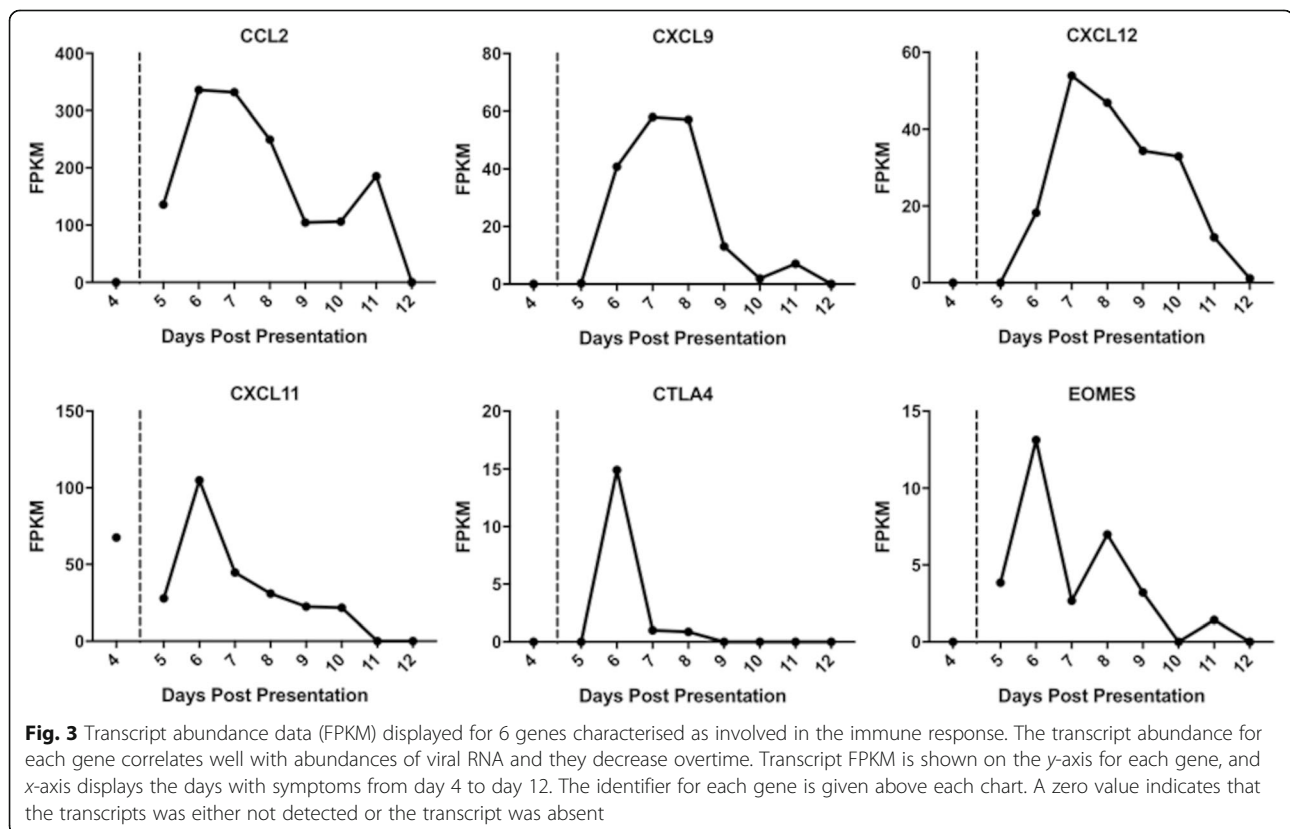 CCL2
400
300
200
100
0
FPKM
4 5 6 7 8 9 10 11 12
Days Post Presentation
CXCL9
80
60
40
20
0
FPKM
4 5 6 7 8 9 10 11 12
Days Post Presentation
CXCL12
60
40
20
0
FPKM
4 5 6 7 8 9 10 11 12
Days Post Presentation
CXCL11
150
100
50
0
FPKM
4 5 6 7 8 9 10 11 12
Days Post Presentation
CTLA4
20
15
10
5
0
FPKM
4 5 6 7 8 9 10 11 12
Days Post Presentation
EOMES
15
10
5
0
FPKM
4 5 6 7 8 9 10 11 12
Days Post Presentation
Fig. 3 Transcript abundance data (FPKM) displayed for 6 genes characterised as involved in the immune response. The transcript abundance for
each gene correlates well with abundances of viral RNA and they decrease overtime. Transcript FPKM is shown on the y-axis for each gene, and
x-axis displays the days with symptoms from day 4 to day 12. The identifier for each gene is given above each chart. A zero value indicates that
the transcripts was either not detected or the transcript was absent